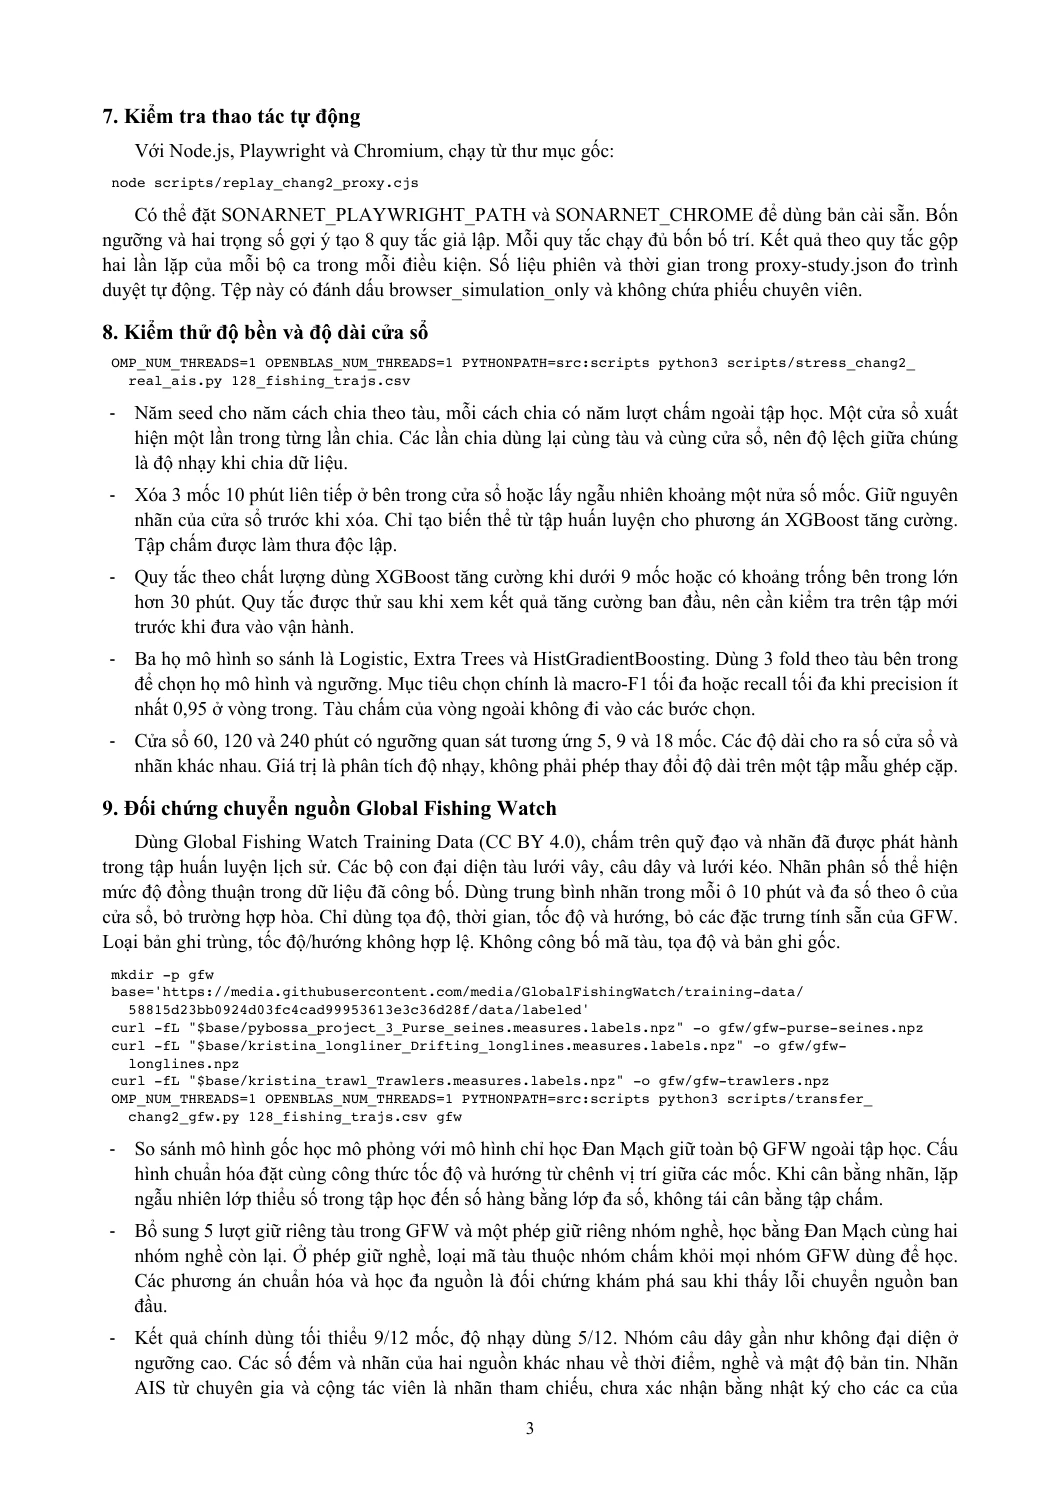 7. Kiểm tra thao tác tự động
Với Node.js, Playwright và Chromium, chạy từ thư mục gốc:
node scripts/replay_chang2_proxy.cjs
Có thể đặt SONARNET_PLAYWRIGHT_PATH và SONARNET_CHROME để dùng bản cài sẵn. Bốn
ngưỡng và hai trọng số gợi ý tạo 8 quy tắc giả lập. Mỗi quy tắc chạy đủ bốn bố trí. Kết quả theo quy tắc gộp
hai lần lặp của mỗi bộ ca trong mỗi điều kiện. Số liệu phiên và thời gian trong proxy-study.json đo trình
duyệt tự động. Tệp này có đánh dấu browser_simulation_only và không chứa phiếu chuyên viên.
8. Kiểm thử độ bền và độ dài cửa sổ
OMP_NUM_THREADS=1 OPENBLAS_NUM_THREADS=1 PYTHONPATH=src:scripts python3 scripts/stress_chang2_
real_ais.py 128_fishing_trajs.csv
- Năm seed cho năm cách chia theo tàu, mỗi cách chia có năm lượt chấm ngoài tập học. Một cửa sổ xuất
hiện một lần trong từng lần chia. Các lần chia dùng lại cùng tàu và cùng cửa sổ, nên độ lệch giữa chúng
là độ nhạy khi chia dữ liệu.
- Xóa 3 mốc 10 phút liên tiếp ở bên trong cửa sổ hoặc lấy ngẫu nhiên khoảng một nửa số mốc. Giữ nguyên
nhãn của cửa sổ trước khi xóa. Chỉ tạo biến thể từ tập huấn luyện cho phương án XGBoost tăng cường.
Tập chấm được làm thưa độc lập.
- Quy tắc theo chất lượng dùng XGBoost tăng cường khi dưới 9 mốc hoặc có khoảng trống bên trong lớn
hơn 30 phút. Quy tắc được thử sau khi xem kết quả tăng cường ban đầu, nên cần kiểm tra trên tập mới
trước khi đưa vào vận hành.
- Ba họ mô hình so sánh là Logistic, Extra Trees và HistGradientBoosting. Dùng 3 fold theo tàu bên trong
để chọn họ mô hình và ngưỡng. Mục tiêu chọn chính là macro-F1 tối đa hoặc recall tối đa khi precision ít
nhất 0,95 ở vòng trong. Tàu chấm của vòng ngoài không đi vào các bước chọn.
- Cửa sổ 60, 120 và 240 phút có ngưỡng quan sát tương ứng 5, 9 và 18 mốc. Các độ dài cho ra số cửa sổ và
nhãn khác nhau. Giá trị là phân tích độ nhạy, không phải phép thay đổi độ dài trên một tập mẫu ghép cặp.
9. Đối chứng chuyển nguồn Global Fishing Watch
Dùng Global Fishing Watch Training Data (CC BY 4.0), chấm trên quỹ đạo và nhãn đã được phát hành
trong tập huấn luyện lịch sử. Các bộ con đại diện tàu lưới vây, câu dây và lưới kéo. Nhãn phân số thể hiện
mức độ đồng thuận trong dữ liệu đã công bố. Dùng trung bình nhãn trong mỗi ô 10 phút và đa số theo ô của
cửa sổ, bỏ trường hợp hòa. Chỉ dùng tọa độ, thời gian, tốc độ và hướng, bỏ các đặc trưng tính sẵn của GFW.
Loại bản ghi trùng, tốc độ/hướng không hợp lệ. Không công bố mã tàu, tọa độ và bản ghi gốc.
mkdir -p gfw
base='https://media.githubusercontent.com/media/GlobalFishingWatch/training-data/
58815d23bb0924d03fc4cad99953613e3c36d28f/data/labeled'
curl -fL "$base/pybossa_project_3_Purse_seines.measures.labels.npz" -o gfw/gfw-purse-seines.npz
curl -fL "$base/kristina_longliner_Drifting_longlines.measures.labels.npz" -o gfw/gfw-
longlines.npz
curl -fL "$base/kristina_trawl_Trawlers.measures.labels.npz" -o gfw/gfw-trawlers.npz
OMP_NUM_THREADS=1 OPENBLAS_NUM_THREADS=1 PYTHONPATH=src:scripts python3 scripts/transfer_
chang2_gfw.py 128_fishing_trajs.csv gfw
- So sánh mô hình gốc học mô phỏng với mô hình chỉ học Đan Mạch giữ toàn bộ GFW ngoài tập học. Cấu
hình chuẩn hóa đặt cùng công thức tốc độ và hướng từ chênh vị trí giữa các mốc. Khi cân bằng nhãn, lặp
ngẫu nhiên lớp thiểu số trong tập học đến số hàng bằng lớp đa số, không tái cân bằng tập chấm.
- Bổ sung 5 lượt giữ riêng tàu trong GFW và một phép giữ riêng nhóm nghề, học bằng Đan Mạch cùng hai
nhóm nghề còn lại. Ở phép giữ nghề, loại mã tàu thuộc nhóm chấm khỏi mọi nhóm GFW dùng để học.
Các phương án chuẩn hóa và học đa nguồn là đối chứng khám phá sau khi thấy lỗi chuyển nguồn ban
đầu.
- Kết quả chính dùng tối thiểu 9/12 mốc, độ nhạy dùng 5/12. Nhóm câu dây gần như không đại diện ở
ngưỡng cao. Các số đếm và nhãn của hai nguồn khác nhau về thời điểm, nghề và mật độ bản tin. Nhãn
AIS từ chuyên gia và cộng tác viên là nhãn tham chiếu, chưa xác nhận bằng nhật ký cho các ca của
3